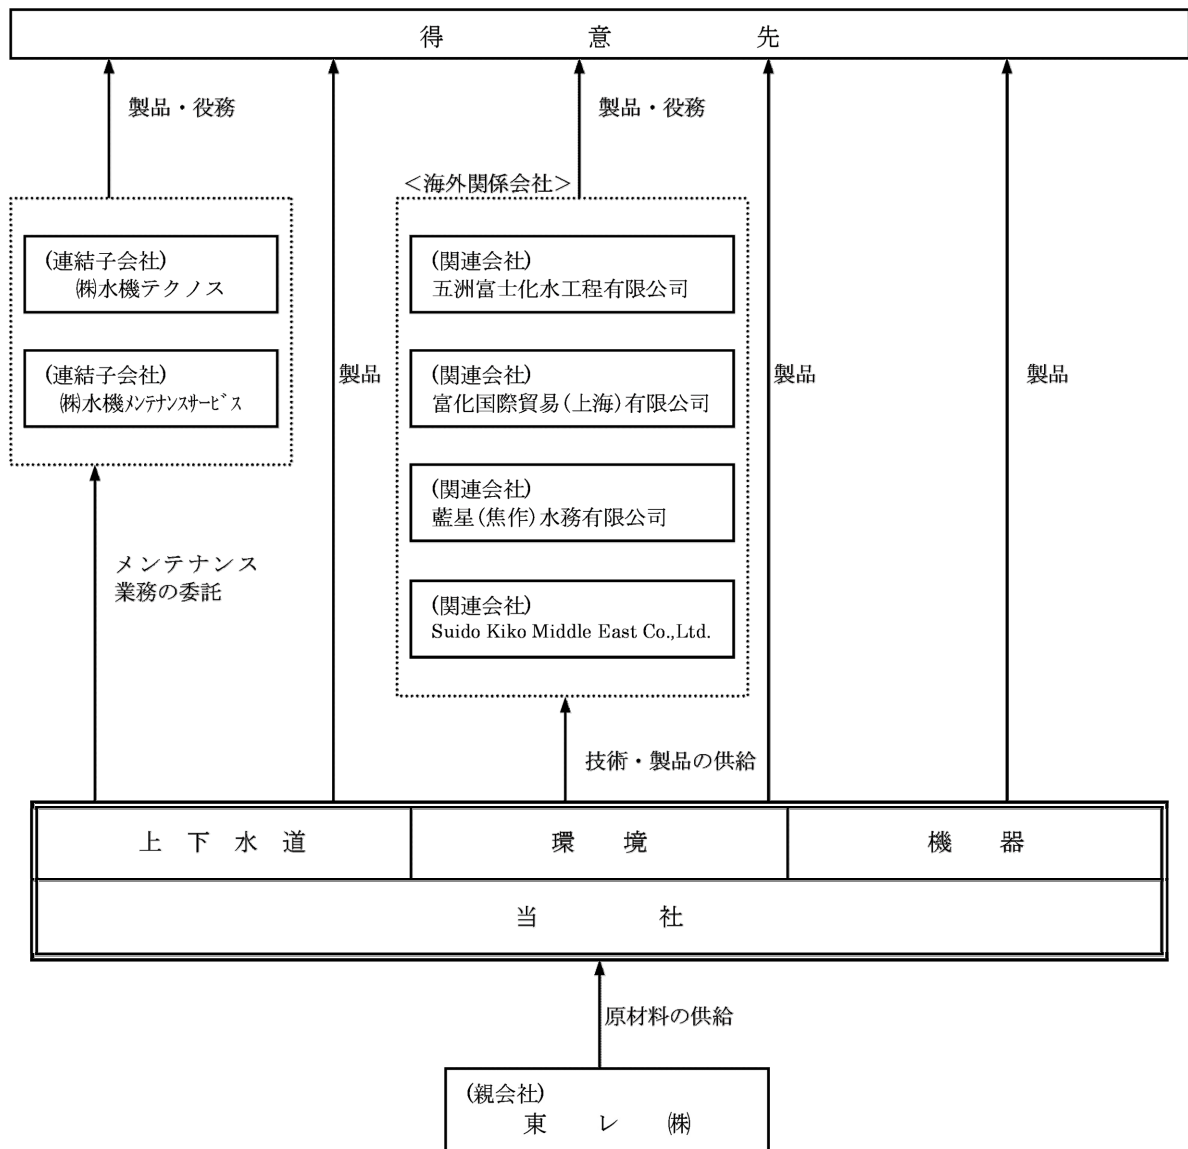 得意先
製品・役務
製品・役務
＜海外関係会社＞
(連結子会社)
㈱水機テクノス
(連結子会社)
㈱水機ﾒﾝﾃﾅﾝｽｻｰﾋﾞｽ
製品
(関連会社)
五洲富士化水工程有限公司
(関連会社)
富化国際貿易(上海)有限公司
(関連会社)
藍星(焦作)水務有限公司
(関連会社)
Suido Kiko Middle East Co.,Ltd.
製品
製品
メンテナンス
業務の委託
技術・製品の供給
上下水道
環境
機器
当社
原材料の供給
(親会社)
東レ㈱